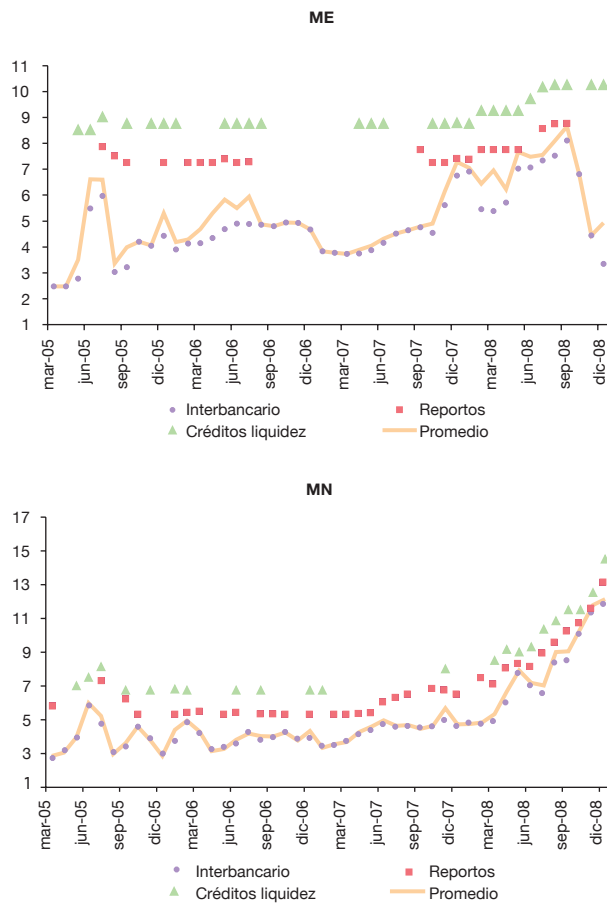 ME
11
10
9
8
7
6
5
4
3
2
1
mar-05 jun-05 sep-05 dic-05 mar-06 jun-06 sep-06 dic-06 mar-07 jun-07 sep-07 dic-07 mar-08 jun-08 sep-08 dic-08
Interbancario Reportos
Créditos liquidez Promedio
MN
17
15
13
11
9
7
5
3
1
mar-05 jun-05 sep-05 dic-05 mar-06 jun-06 sep-06 dic-06 mar-07 jun-07 sep-07 dic-07 mar-08 jun-08 sep-08 dic-08
Interbancario Reportos
Créditos liquidez Promedio